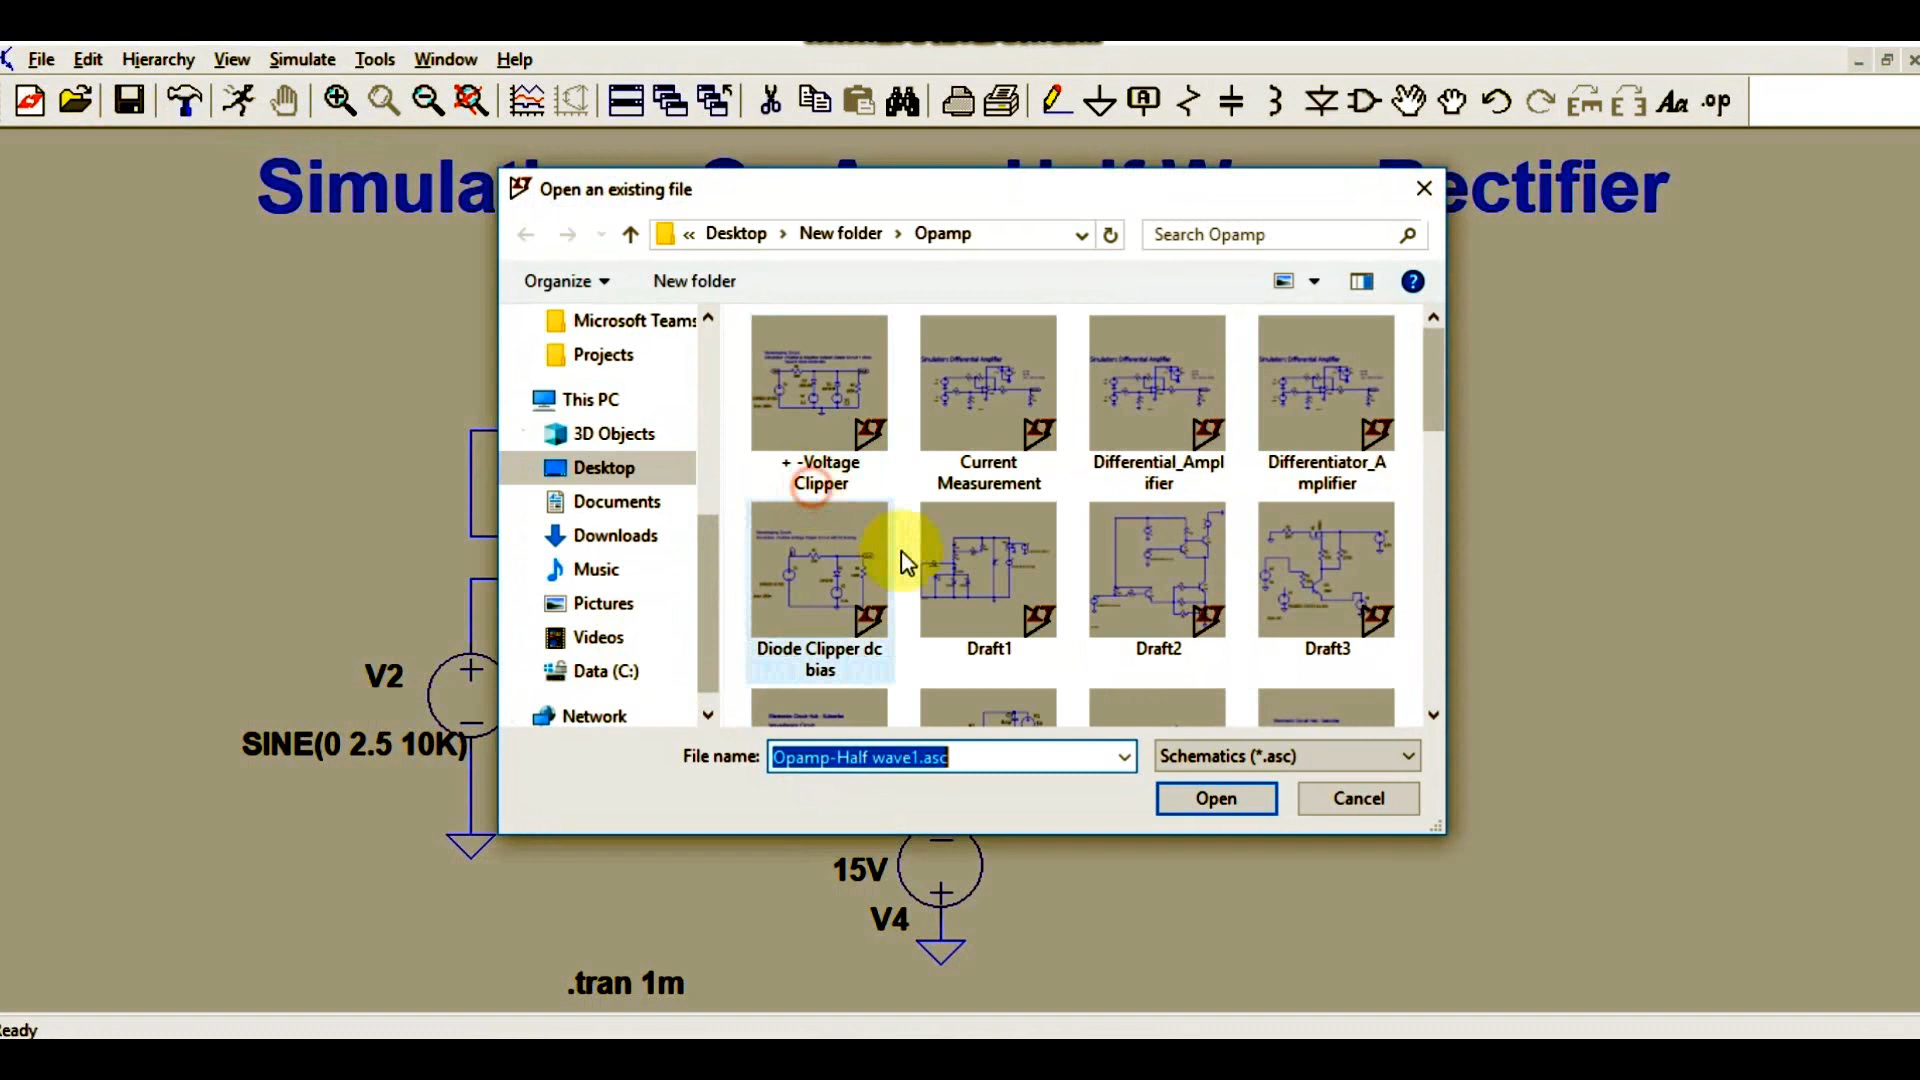 File Edit Hierarchy View Simulate Tools Window Help
Aa .op
Simula
ectifier
Open an existing file
« Desktop > New folder > Opamp
Search Opamp
Organize
New folder
Microsoft Teams
Projects
This PC
3D Objects
Desktop
Documents
Downloads
Music
Pictures
Videos
Data (C:)
Network
+ -Voltage
Clipper
Current
Measurement
Differential_Ampl
ifier
Differentiator_A
mplifier
Diode Clipper dc
bias
Draft1
Draft2
Draft3
File name:
Opamp-Half wave1.asc
Schematics (*.asc)
Open
Cancel
V2
SINE(0 2.5 10K)
15V
V4
.tran 1m
eady